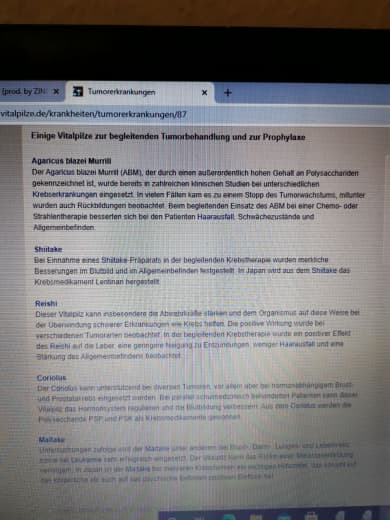 (prod. by ZIN
Tumorerkrankungen
vitalpilze.de/krankheiten/tumorerkrankungen/87
Einige Vitalpilze zur begleitenden Tumorbehandlung und zur Prophylaxe
Agaricus blazei Murrill
Der Agaricus blazei Murrill (ABM), der durch einen außerordentlich hohen Gehalt an Polysacchariden
gekennzeichnet ist, wurde bereits in zahlreichen klinischen Studien bei unterschiedlichen
Krebserkrankungen eingesetzt. In vielen Fällen kam es zu einem Stopp des Tumorwachstums, mitunter
wurden auch Rückbildungen beobachtet. Beim begleitenden Einsatz des ABM bei einer Chemo- oder
Strahlentherapie besserten sich bei den Patienten Haarausfall, Schwächezustände und
Allgemeinbefinden.
Shiitake
Bei Einnahme eines Shiitake-Präparats in der begleitenden Krebstherapie wurden merkliche
Besserungen im Blutbild und im Allgemeinbefinden festgestellt. In Japan wird aus dem Shiitake das
Krebsmedikament Lentinan hergestellt.
Reishi
Dieser Vitalpilz kann insbesondere die Abwehrkräfte stärken und dem Organismus auf diese Weise bei
der Überwindung schwerer Erkrankungen wie Krebs helfen. Die positive Wirkung wurde bei
verschiedenen Tumorarten beobachtet. In der begleitenden Krebstherapie wurde ein positiver Effekt
des Reishi auf die Leber, eine geringere Neigung zu Entzündungen, weniger Haarausfall und eine
Stärkung des Allgemeinbefindens beobachtet.
Coriolus
Der Coriolus kann unterstützend bei diversen Tumoren, vor allem aber bei hormonabhängigem Brust-
und Prostatakrebs eingesetzt werden. Bei parallel schulmedizinisch behandelten Patienten kann dieser
Vitalpilz das Hormonsystem regulieren und die Blutbildung verbessern. Aus dem Coriolus werden die
Polysaccharide PSP und PSK als Krebsmedikamente gewonnen.
Maitake
Untersuchungen zufolge wird der Maitake unter anderem bei Brust-, Darm-, Lungen- und Leberkrebs
sowie bei Leukämie sehr erfolgreich eingesetzt. Der Vitalpilz kann das Risiko einer Metastasenbildung
verringern. In Japan ist der Maitake bei mehreren Krebsformen ein wichtiges Hilfsmittel, das sowohl auf
das körperliche als auch auf das psychische Befinden positiven Einfluss hat.